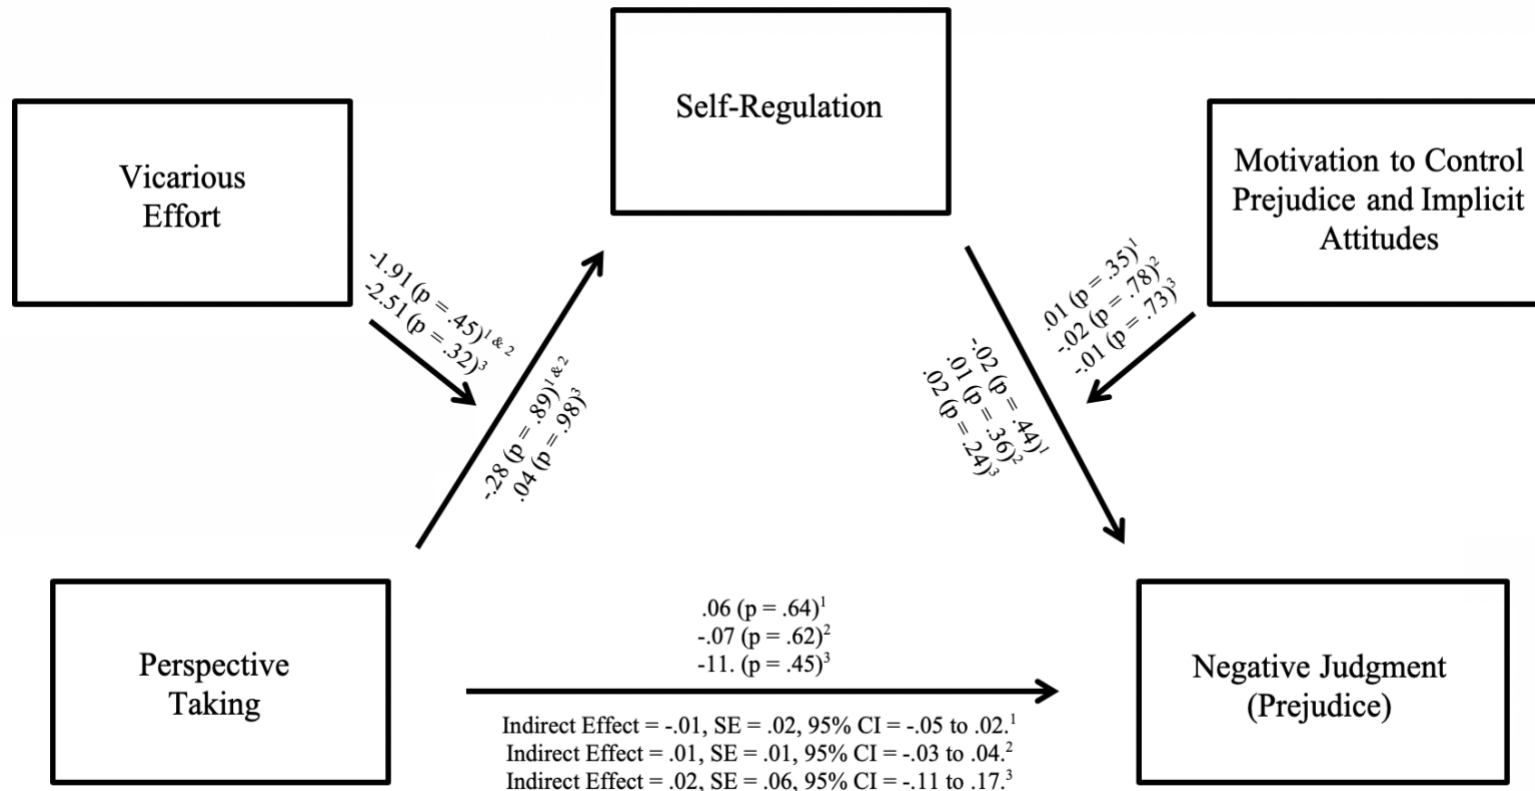 Self-Regulation
Vicarious
Effort
Motivation to Control
Prejudice and Implicit
Attitudes
-1.91 (p = .45)¹ & ²
-2.51 (p = .32)³
-.28 (p = .89)¹ & ²
.04 (p = .98)³
.01 (p = .35)¹
-.02 (p = .78)²
-.01 (p = .73)³
-.02 (p = .44)¹
.01 (p = .36)²
.02 (p = .24)³
Perspective
Taking
.06 (p = .64)¹
-.07 (p = .62)²
-11. (p = .45)³
Indirect Effect = -.01, SE = .02, 95% CI = -.05 to .02.¹
Indirect Effect = .01, SE = .01, 95% CI = -.03 to .04.²
Indirect Effect = .02, SE = .06, 95% CI = -.11 to .17.³
Negative Judgment
(Prejudice)